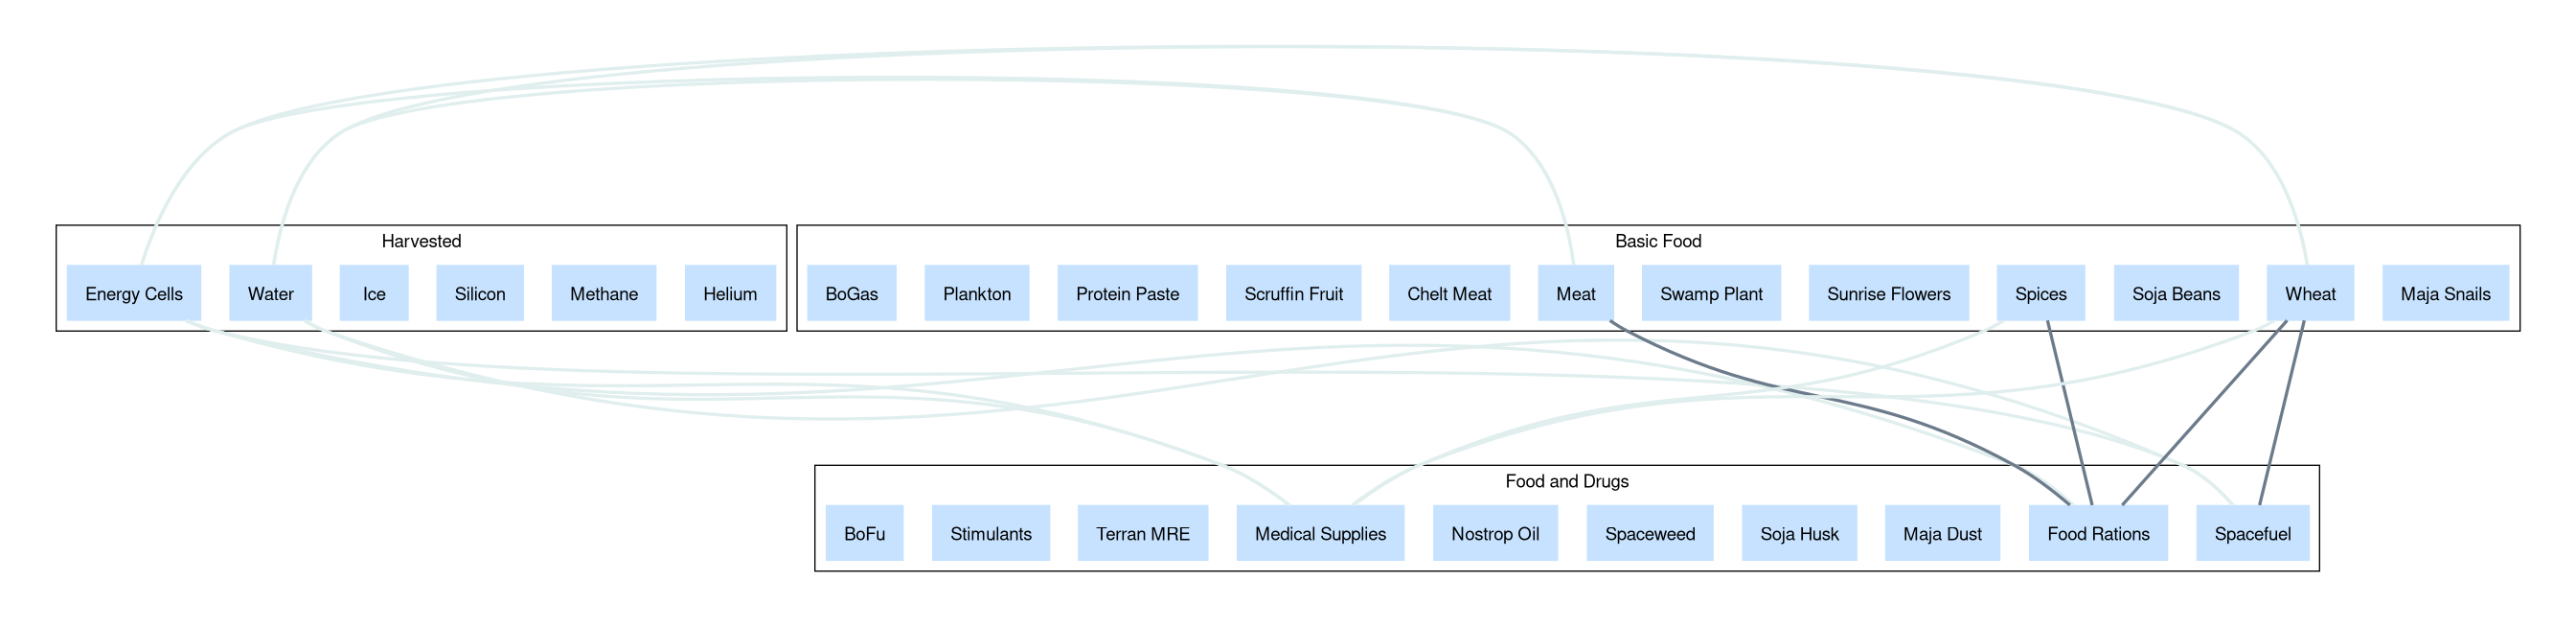 Harvested
Energy Cells
Water
Ice
Silicon
Methane
Helium
Basic Food
BoGas
Plankton
Protein Paste
Scruffin Fruit
Chelt Meat
Meat
Swamp Plant
Sunrise Flowers
Spices
Soja Beans
Wheat
Maja Snails
Food and Drugs
BoFu
Stimulants
Terran MRE
Medical Supplies
Nostrop Oil
Spaceweed
Soja Husk
Maja Dust
Food Rations
Spacefuel